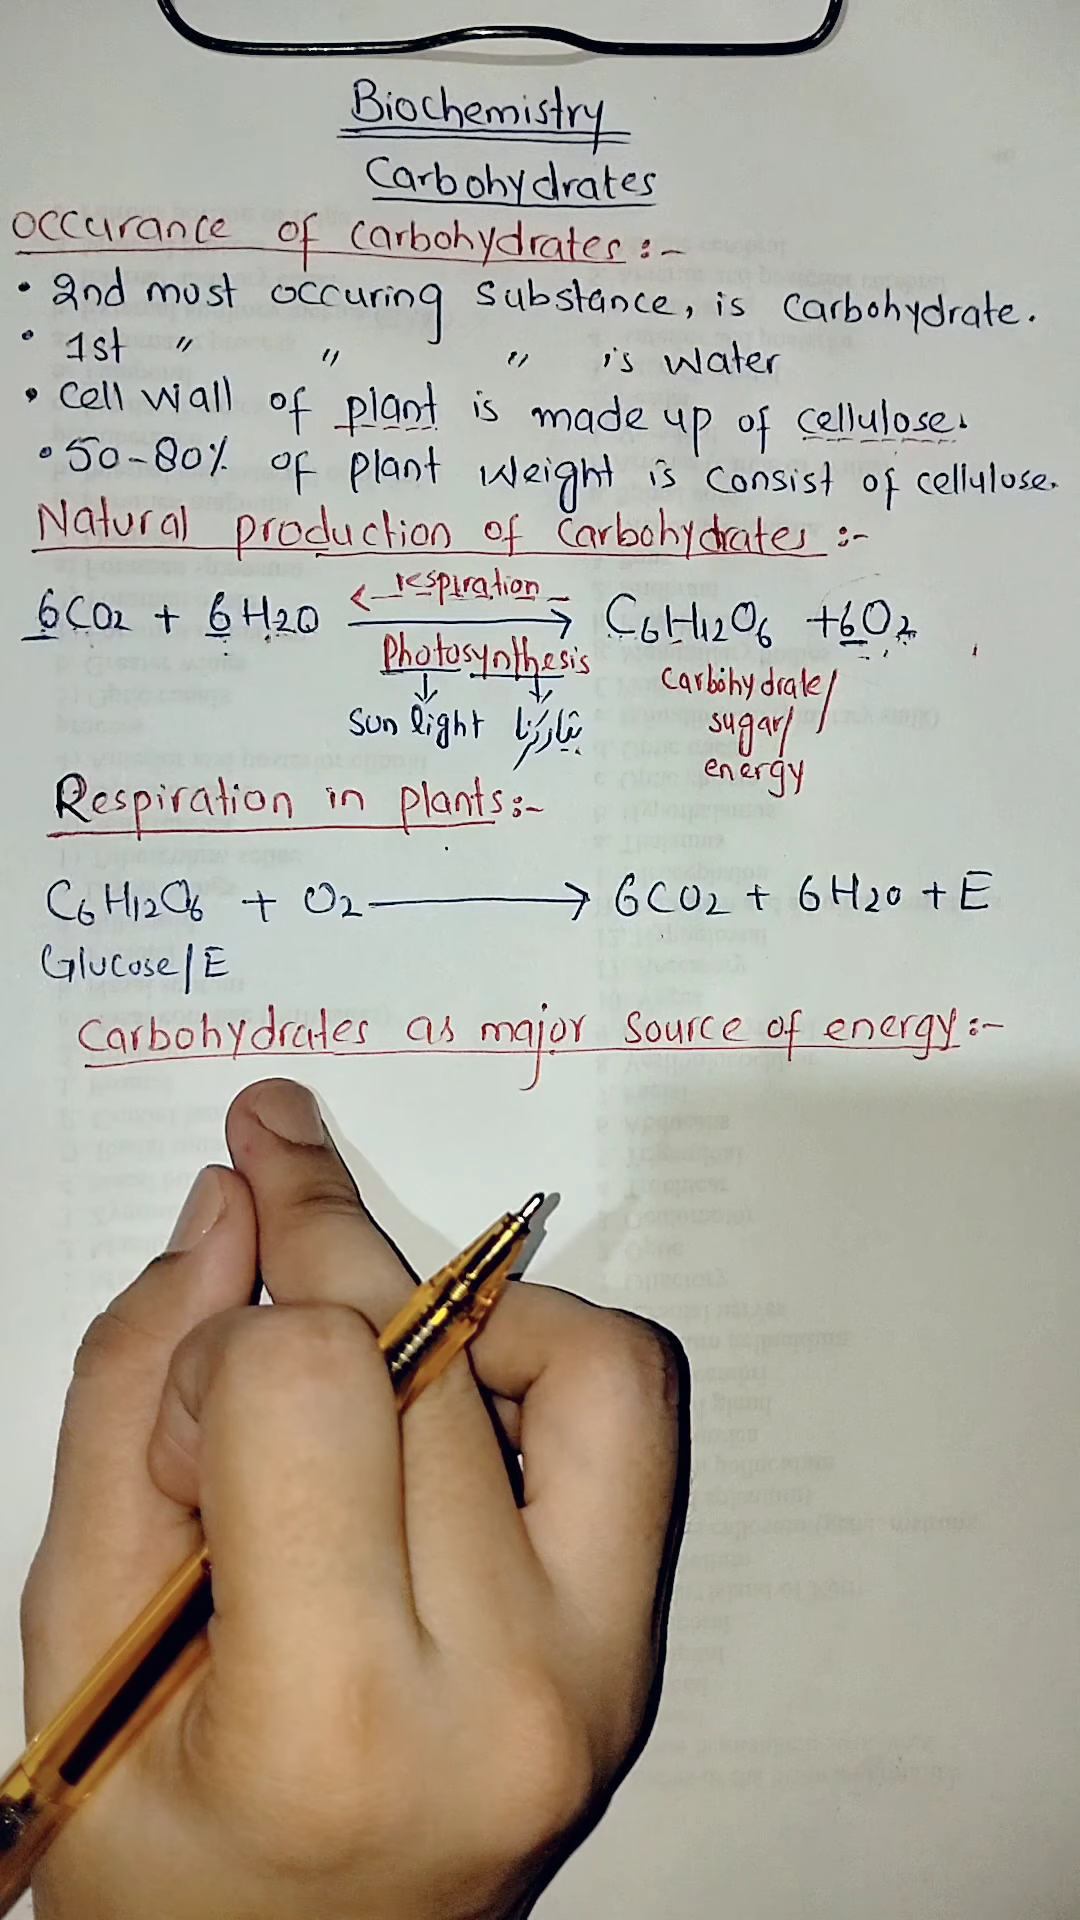 Biochemistry
Carbohydrates
Occurance of carbohydrates:-
• 2nd most occuring substance, is carbohydrate.
• 1st " " " is water
• Cell wall of plant is made up of cellulose.
• 50-80% of plant weight is consist of cellulose.
Natural production of carbohydrates:-
respiration
6CO2 + 6H2O → C6H12O6 + 6O2
Photosynthesis
Carbohydrate/
Sun light
sugar/
energy
Respiration in plants:-
C6H12O6 + O2 → 6CO2 + 6H2O + E
Glucose/E
Carbohydrates as major source of energy:-